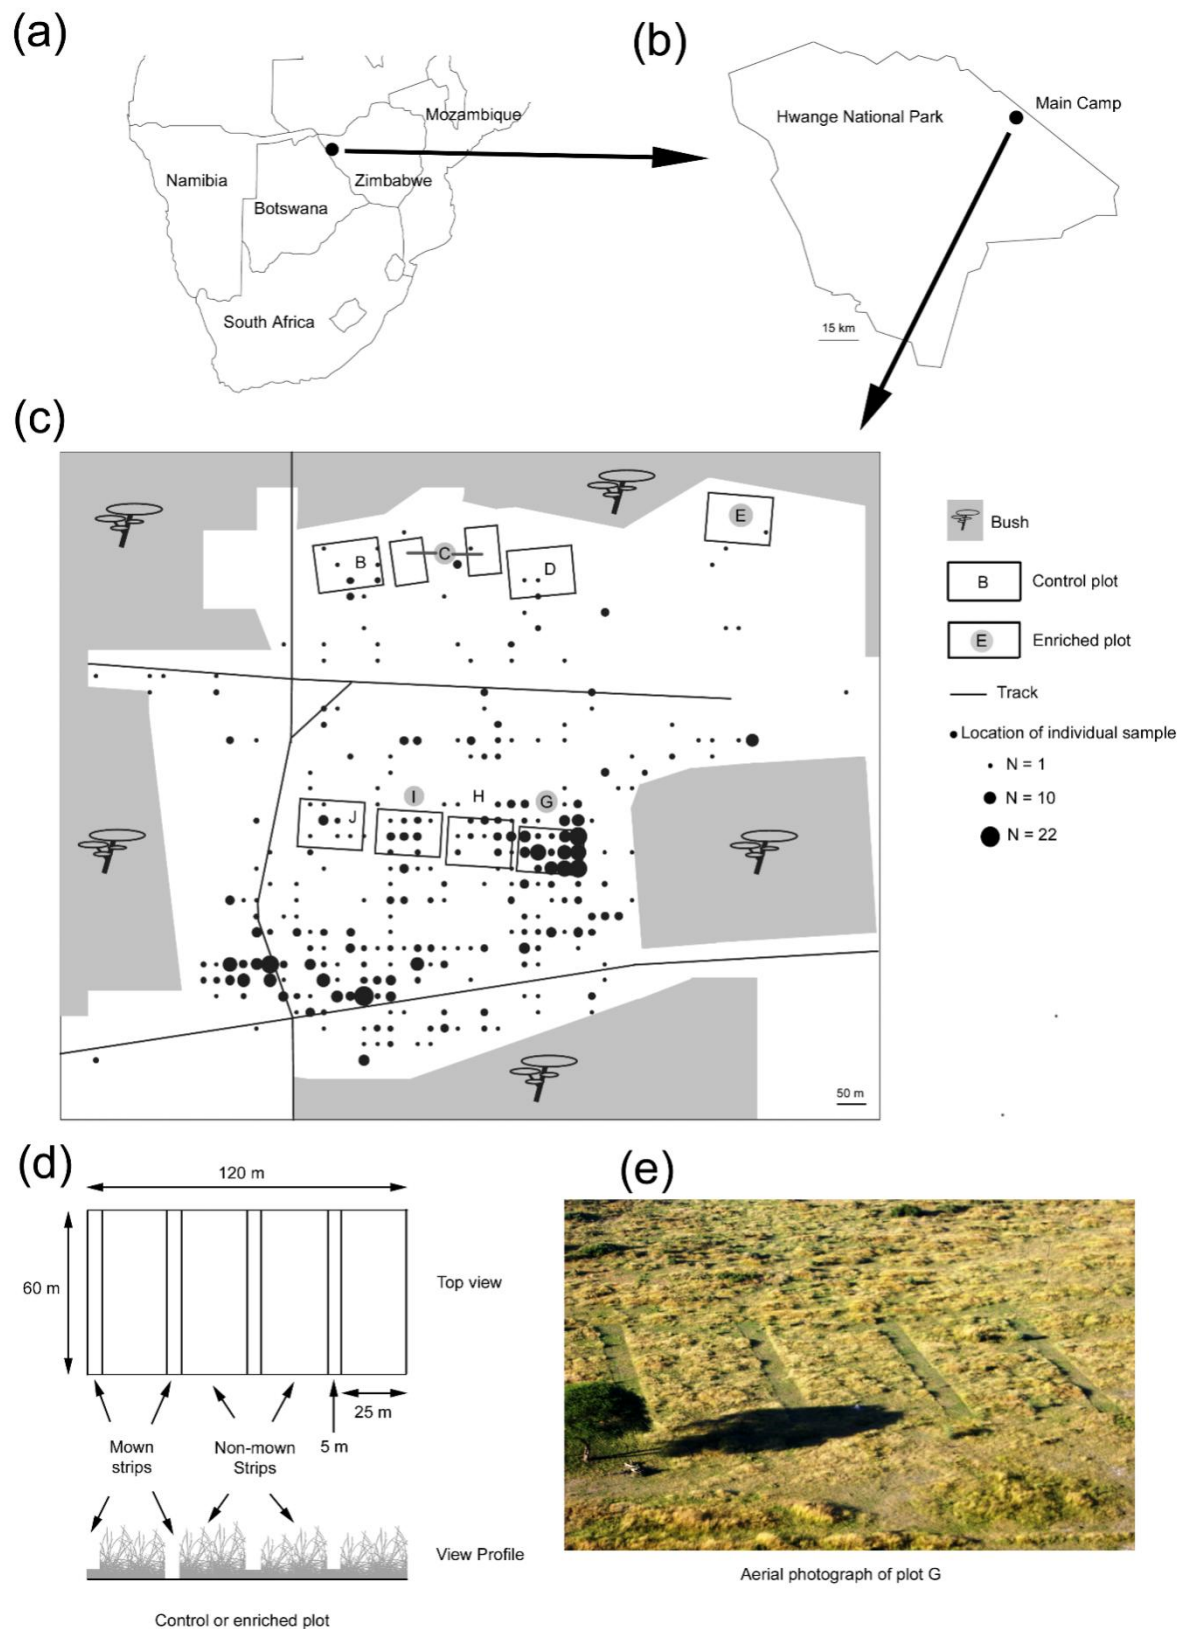 (a)
Mozambique
Namibia
Zimbabwe
Botswana
South Africa
(b)
Hwange National Park
Main Camp
15 km
(c)
E
B
C
D
I
H
G
J
50 m
Bush
B
Control plot
E
Enriched plot
Track
Location of individual sample
N = 1
N = 10
N = 22
(d)
120 m
60 m
Top view
25 m
5 m
Mown
strips
Non-mown
Strips
View Profile
Control or enriched plot
(e)
Aerial photograph of plot G